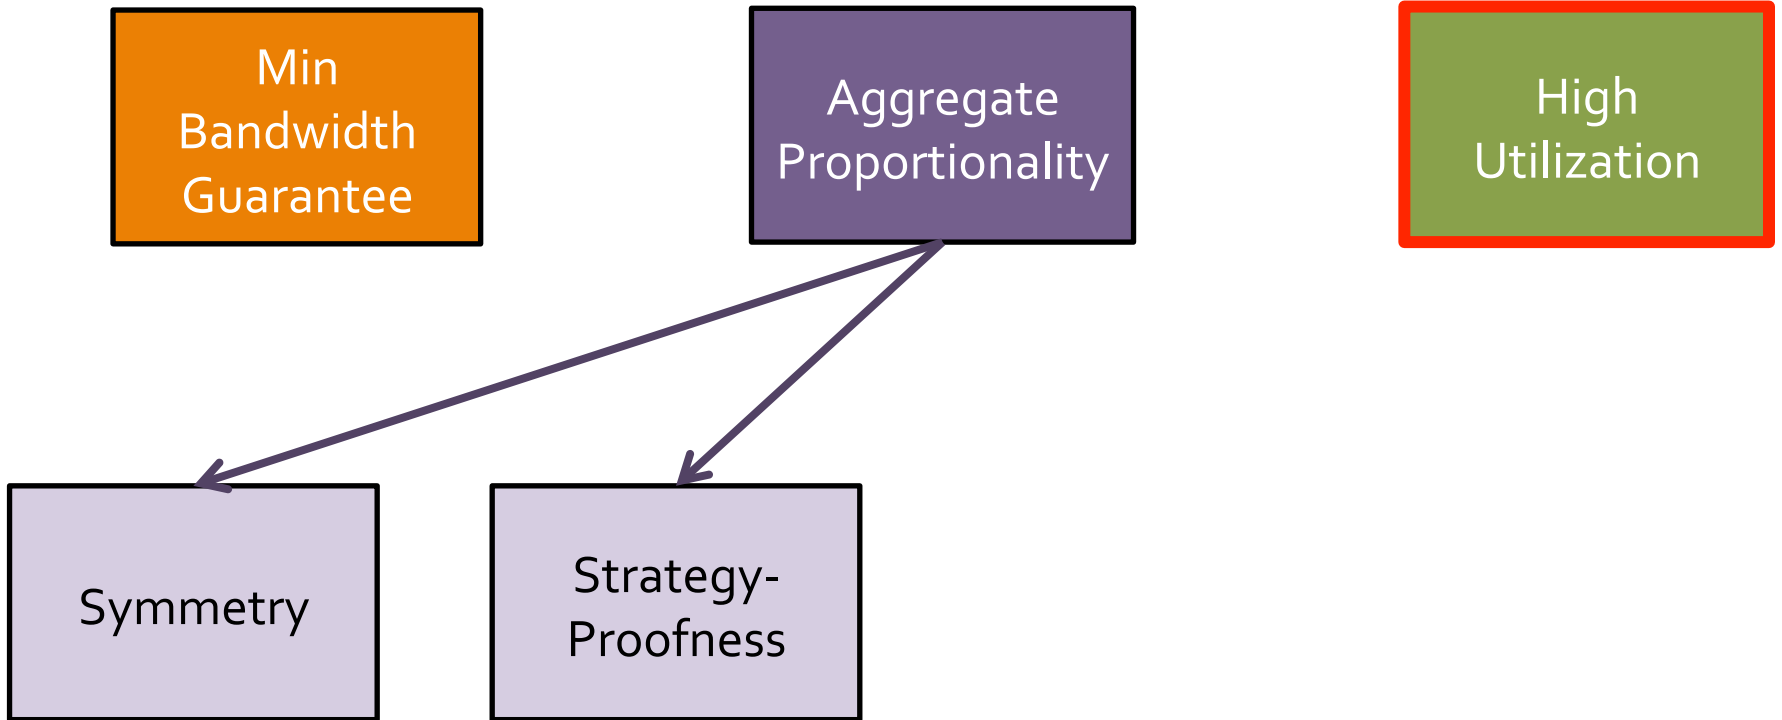 Min
Bandwidth
Guarantee
Aggregate
Proportionality
High
Utilization
Symmetry
Strategy-
Proofness